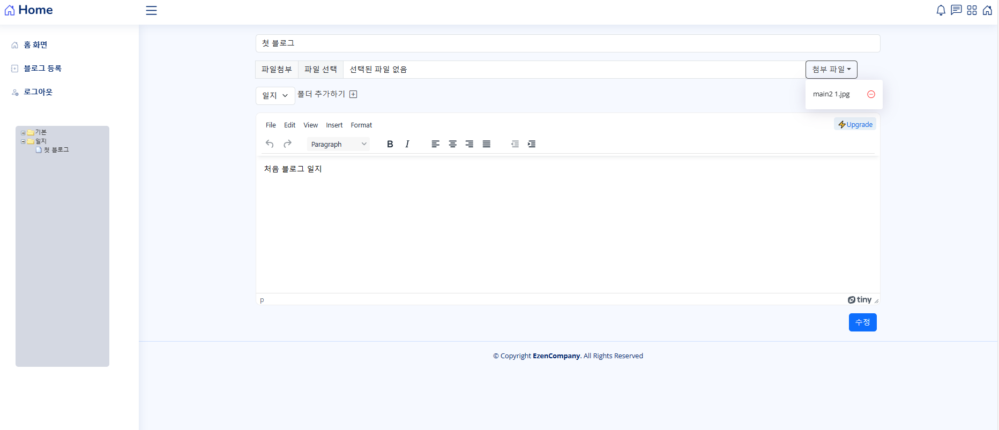 Home
홈 화면
블로그 등록
로그아웃
기본
일지
첫 블로그
첫 블로그
파일첨부 파일 선택 선택된 파일 없음 첨부 파일
main2 1.jpg
일지 폴더 추가하기
File Edit View Insert Format Upgrade
Paragraph B I
처음 블로그 일지
p tiny
수정
© Copyright EzenCompany. All Rights Reserved